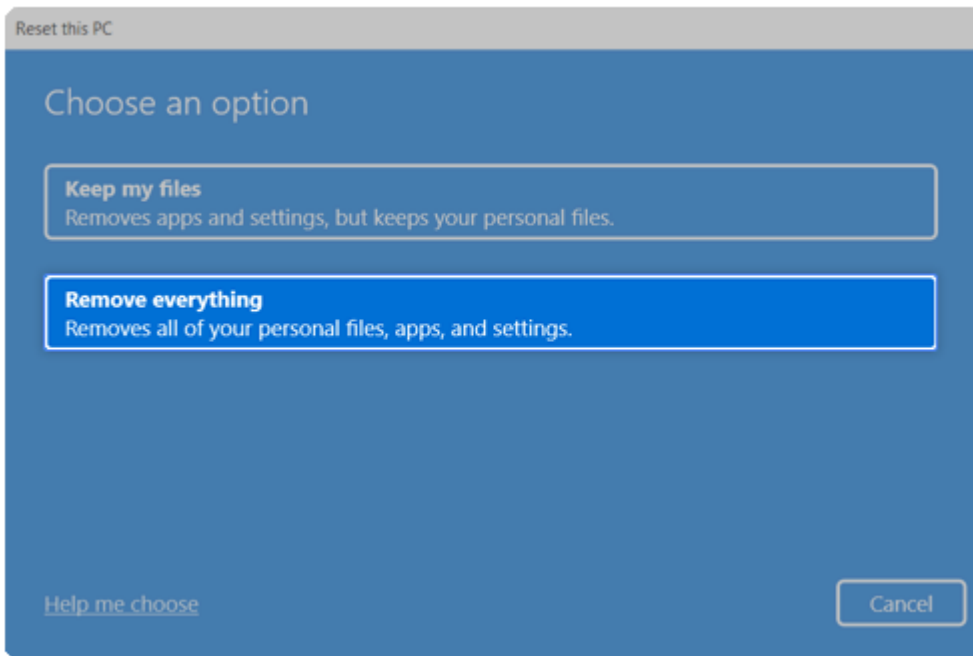 Reset this PC
Choose an option
Keep my files
Removes apps and settings, but keeps your personal files.
Remove everything
Removes all of your personal files, apps, and settings.
Help me choose
Cancel